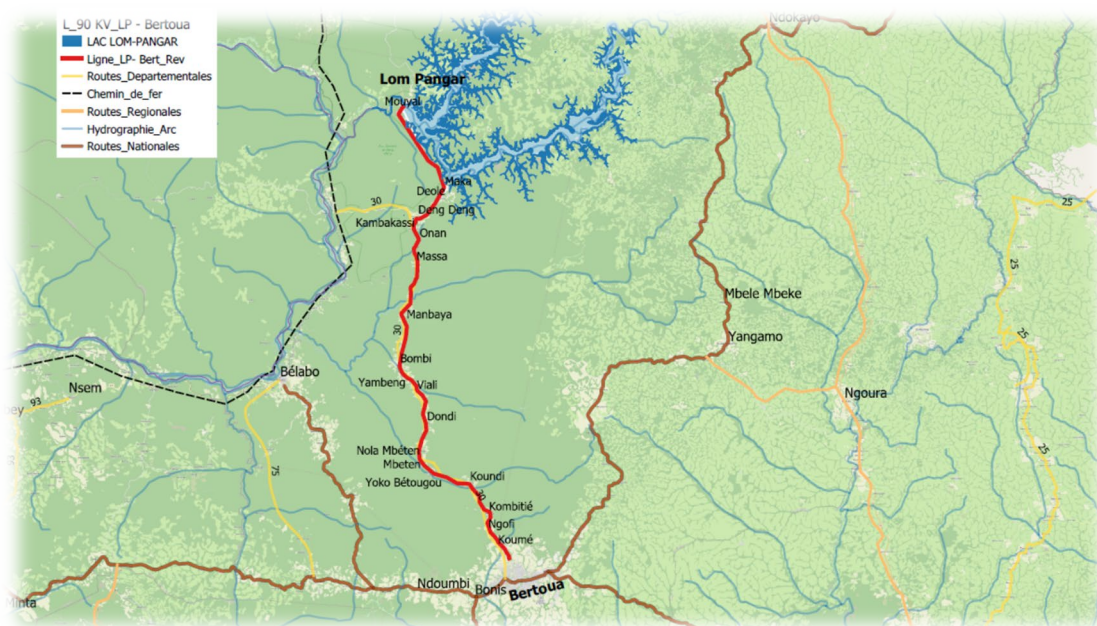 L_90 KV_LP - Bertoua
LAC LOM-PANGAR
Ligne_LP- Bert_Rev
Routes_Departementales
Chemin_de_fer
Routes_Regionales
Hydrographie_Arc
Routes_Nationales
Ndokayo
Lom Pangar
Mouyal
Maka
Deole
30
Deng Deng
Kambakassi
Onan
Massa
25
25
Mbele Mbeke
Manbaya
30
Yangamo
25
Bombi
Bélabo
Yambeng
Viali
Nsem
Ngoura
93
Dondi
25
Nola Mbéten
Mbeten
75
Koundi
Yoko Bétougou
30
Kombitié
Ngofi
Koumé
Ndoumbi
Bonis
Bertoua
Minta